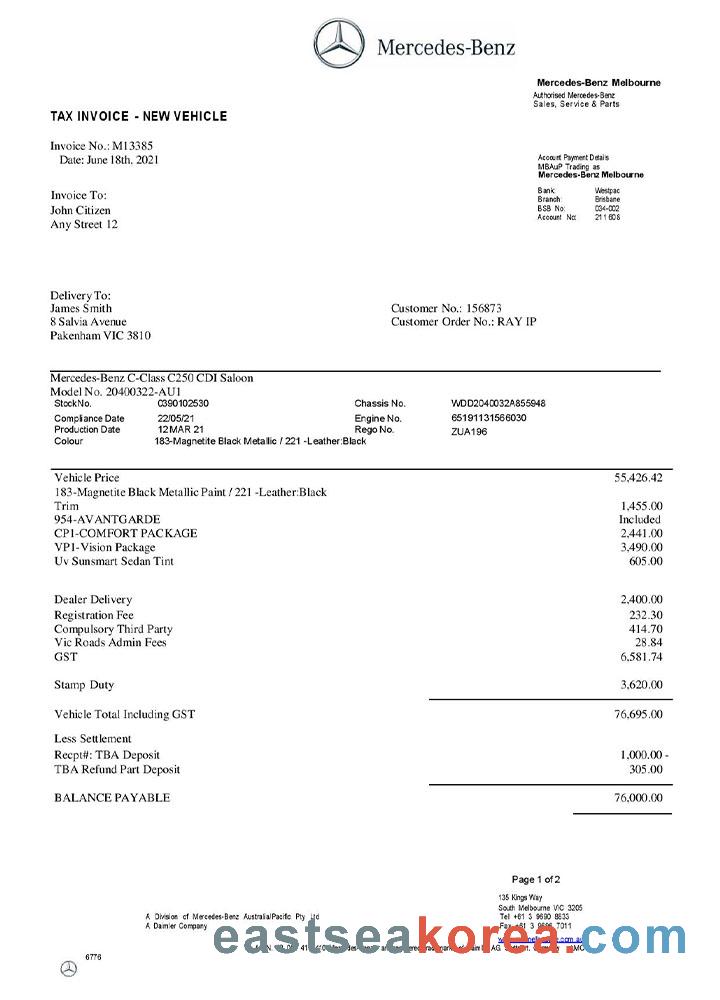 Mercedes-Benz
Mercedes-Benz Melbourne
Authorised Mercedes-Benz
Sales, Service & Parts
TAX INVOICE - NEW VEHICLE
Invoice No.: M13385
Date: June 18th, 2021
Account Payment Details
MBAuP Trading as
Mercedes-Benz Melbourne
Invoice To:
John Citizen
Any Street 12
Bank: Westpac
Branch: Brisbane
BSB No: 034-002
Account No: 211 608
Delivery To:
James Smith
8 Salvia Avenue
Pakenham VIC 3810
Customer No.: 156873
Customer Order No.: RAY IP
Mercedes-Benz C-Class C250 CDI Saloon
Model No. 20400322-AU1
StockNo. 0390102530 Chassis No. WDD2040032A855948
Compliance Date 22/05/21 Engine No. 65191131566030
Production Date 12 MAR 21 Rego No. ZUA196
Colour 183-Magnetite Black Metallic / 221 -Leather:Black
Vehicle Price 55,426.42
183-Magnetite Black Metallic Paint / 221 -Leather:Black
Trim 1,455.00
954-AVANTGARDE Included
CP1-COMFORT PACKAGE 2,441.00
VP1-Vision Package 3,490.00
Uv Sunsmart Sedan Tint 605.00
Dealer Delivery 2,400.00
Registration Fee 232.30
Compulsory Third Party 414.70
Vic Roads Admin Fees 28.84
GST 6,581.74
Stamp Duty 3,620.00
Vehicle Total Including GST 76,695.00
Less Settlement
Recpt#: TBA Deposit 1,000.00 -
TBA Refund Part Deposit 305.00
BALANCE PAYABLE 76,000.00
Page 1 of 2
135 Kings Way
South Melbourne VIC 3205
Tel +61 3 9690 8833
Fax +61 3 7011
A Division of Mercedes-Benz Australia/Pacific Pty Ltd
A Daimler Company
eastseakorea.com
6776